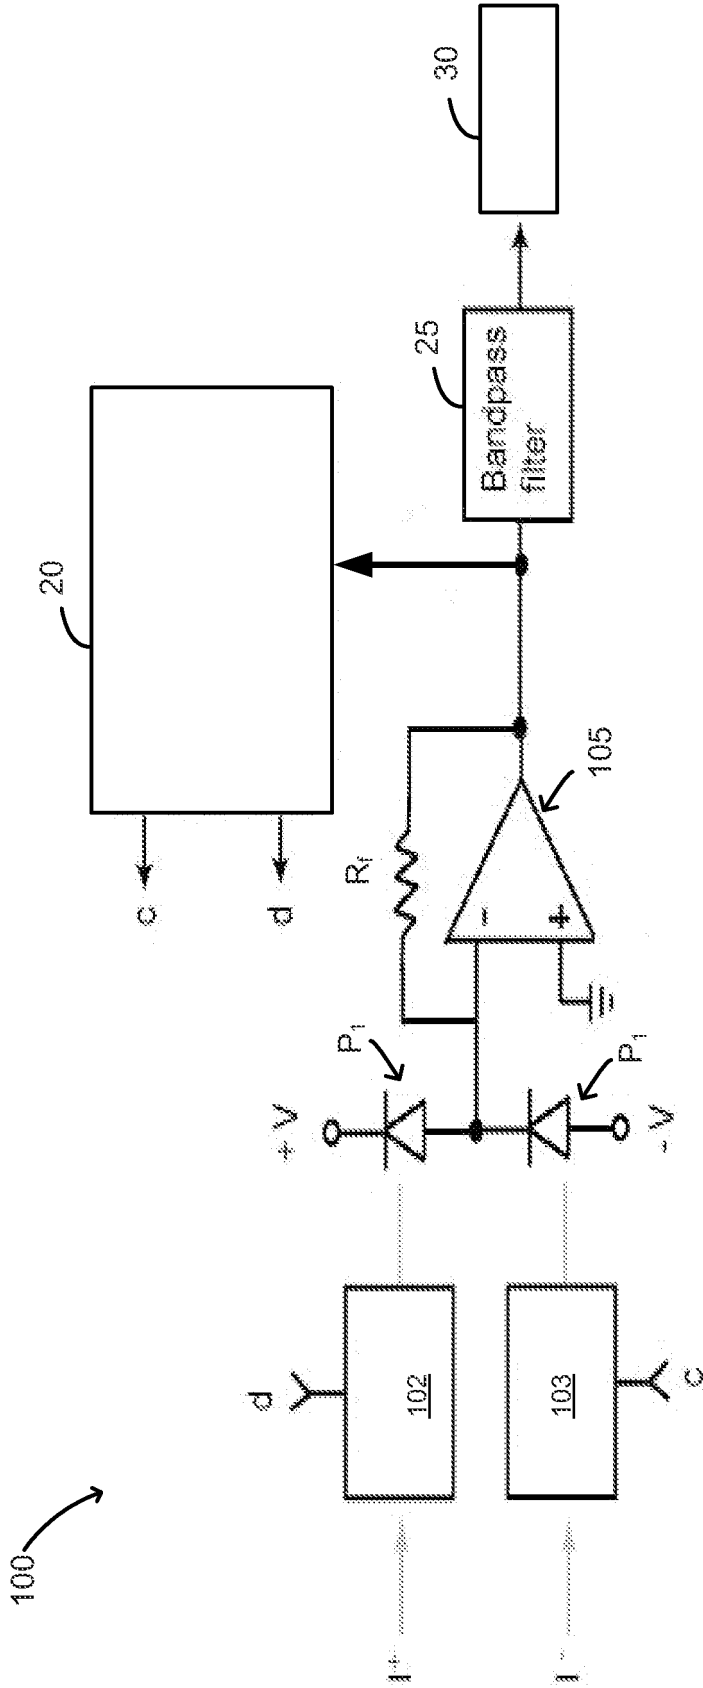 100
I+
I-
d
102
103
c
+ V
- V
P1
P1
Rf
-
+
105
c
d
20
Bandpass
filter
25
30